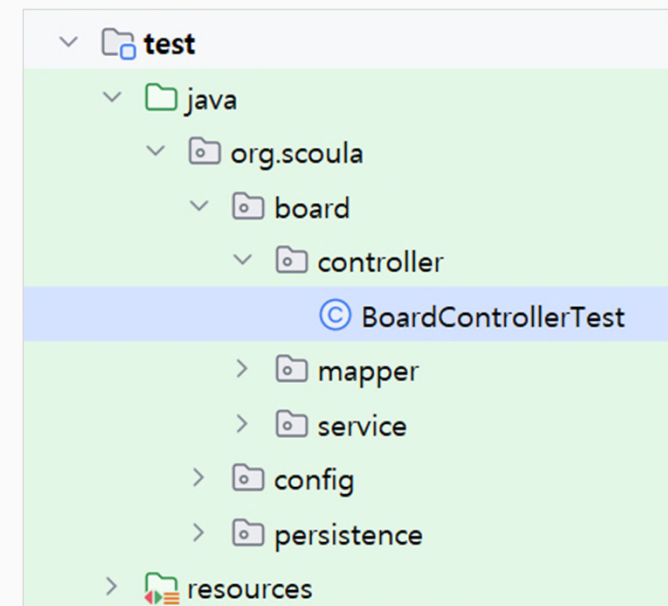 test
java
org.scoula
board
controller
BoardControllerTest
mapper
service
config
persistence
resources